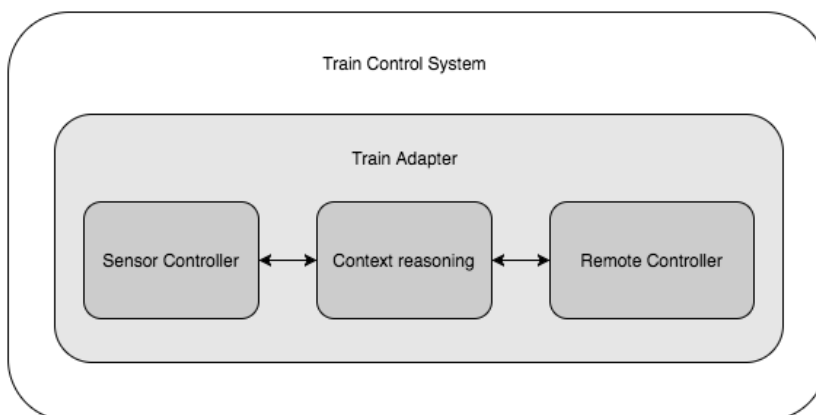 Train Control System
Train Adapter
Sensor Controller
Context reasoning
Remote Controller